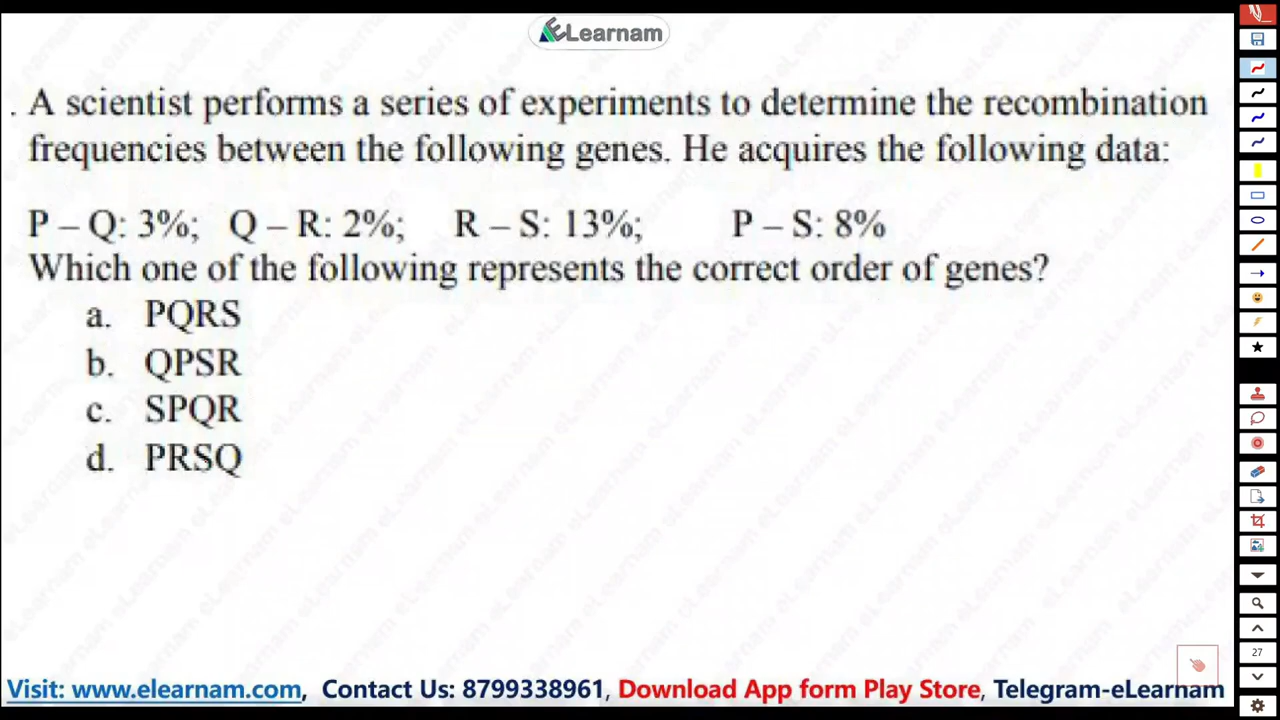 eLearnam
. A scientist performs a series of experiments to determine the recombination
frequencies between the following genes. He acquires the following data:
P – Q: 3%; Q – R: 2%; R – S: 13%; P – S: 8%
Which one of the following represents the correct order of genes?
a. PQRS
b. QPSR
c. SPQR
d. PRSQ
27
Visit: www.elearnam.com, Contact Us: 8799338961, Download App form Play Store, Telegram-eLearnam